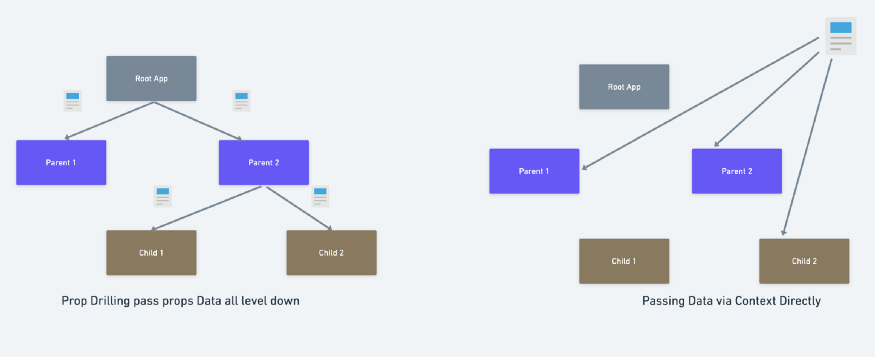 Root App
Parent 1
Parent 2
Child 1
Child 2
Prop Drilling pass props Data all level down
Root App
Parent 1
Parent 2
Child 1
Child 2
Passing Data via Context Directly